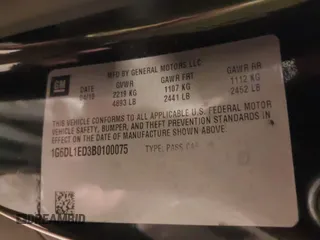 GM
MFD BY GENERAL MOTORS LLC
DATE GVWR GAWR FRT GAWR RR
2219 KG 1107 KG 1112 KG
4893 LB 2441 LB 2452 LB
THIS VEHICLE CONFORMS TO ALL APPLICABLE U.S. FEDERAL MOTOR
VEHICLE SAFETY, BUMPER, AND THEFT PREVENTION STANDARDS IN
EFFECT ON THE DATE OF MANUFACTURE SHOWN ABOVE.
1G6DL1ED3B0100075 TYPE: PASS CAR